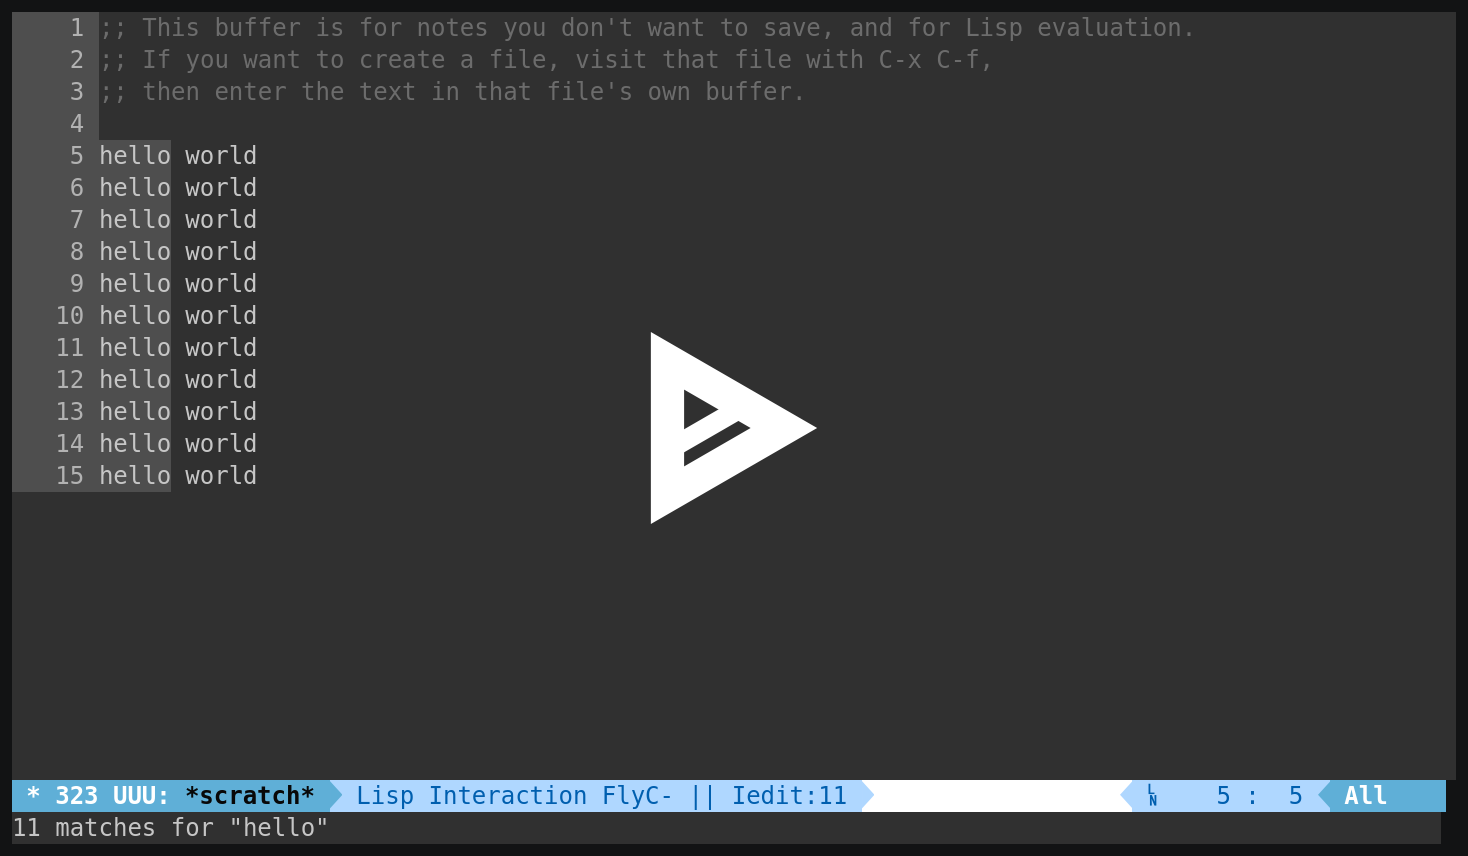 1 ;; This buffer is for notes you don't want to save, and for Lisp evaluation.
2 ;; If you want to create a file, visit that file with C-x C-f,
3 ;; then enter the text in that file's own buffer.
4
5 hello world
6 hello world
7 hello world
8 hello world
9 hello world
10 hello world
11 hello world
12 hello world
13 hello world
14 hello world
15 hello world
* 323 UUU: *scratch* Lisp Interaction FlyC- || Iedit:11 LN 5 : 5 All
11 matches for "hello"